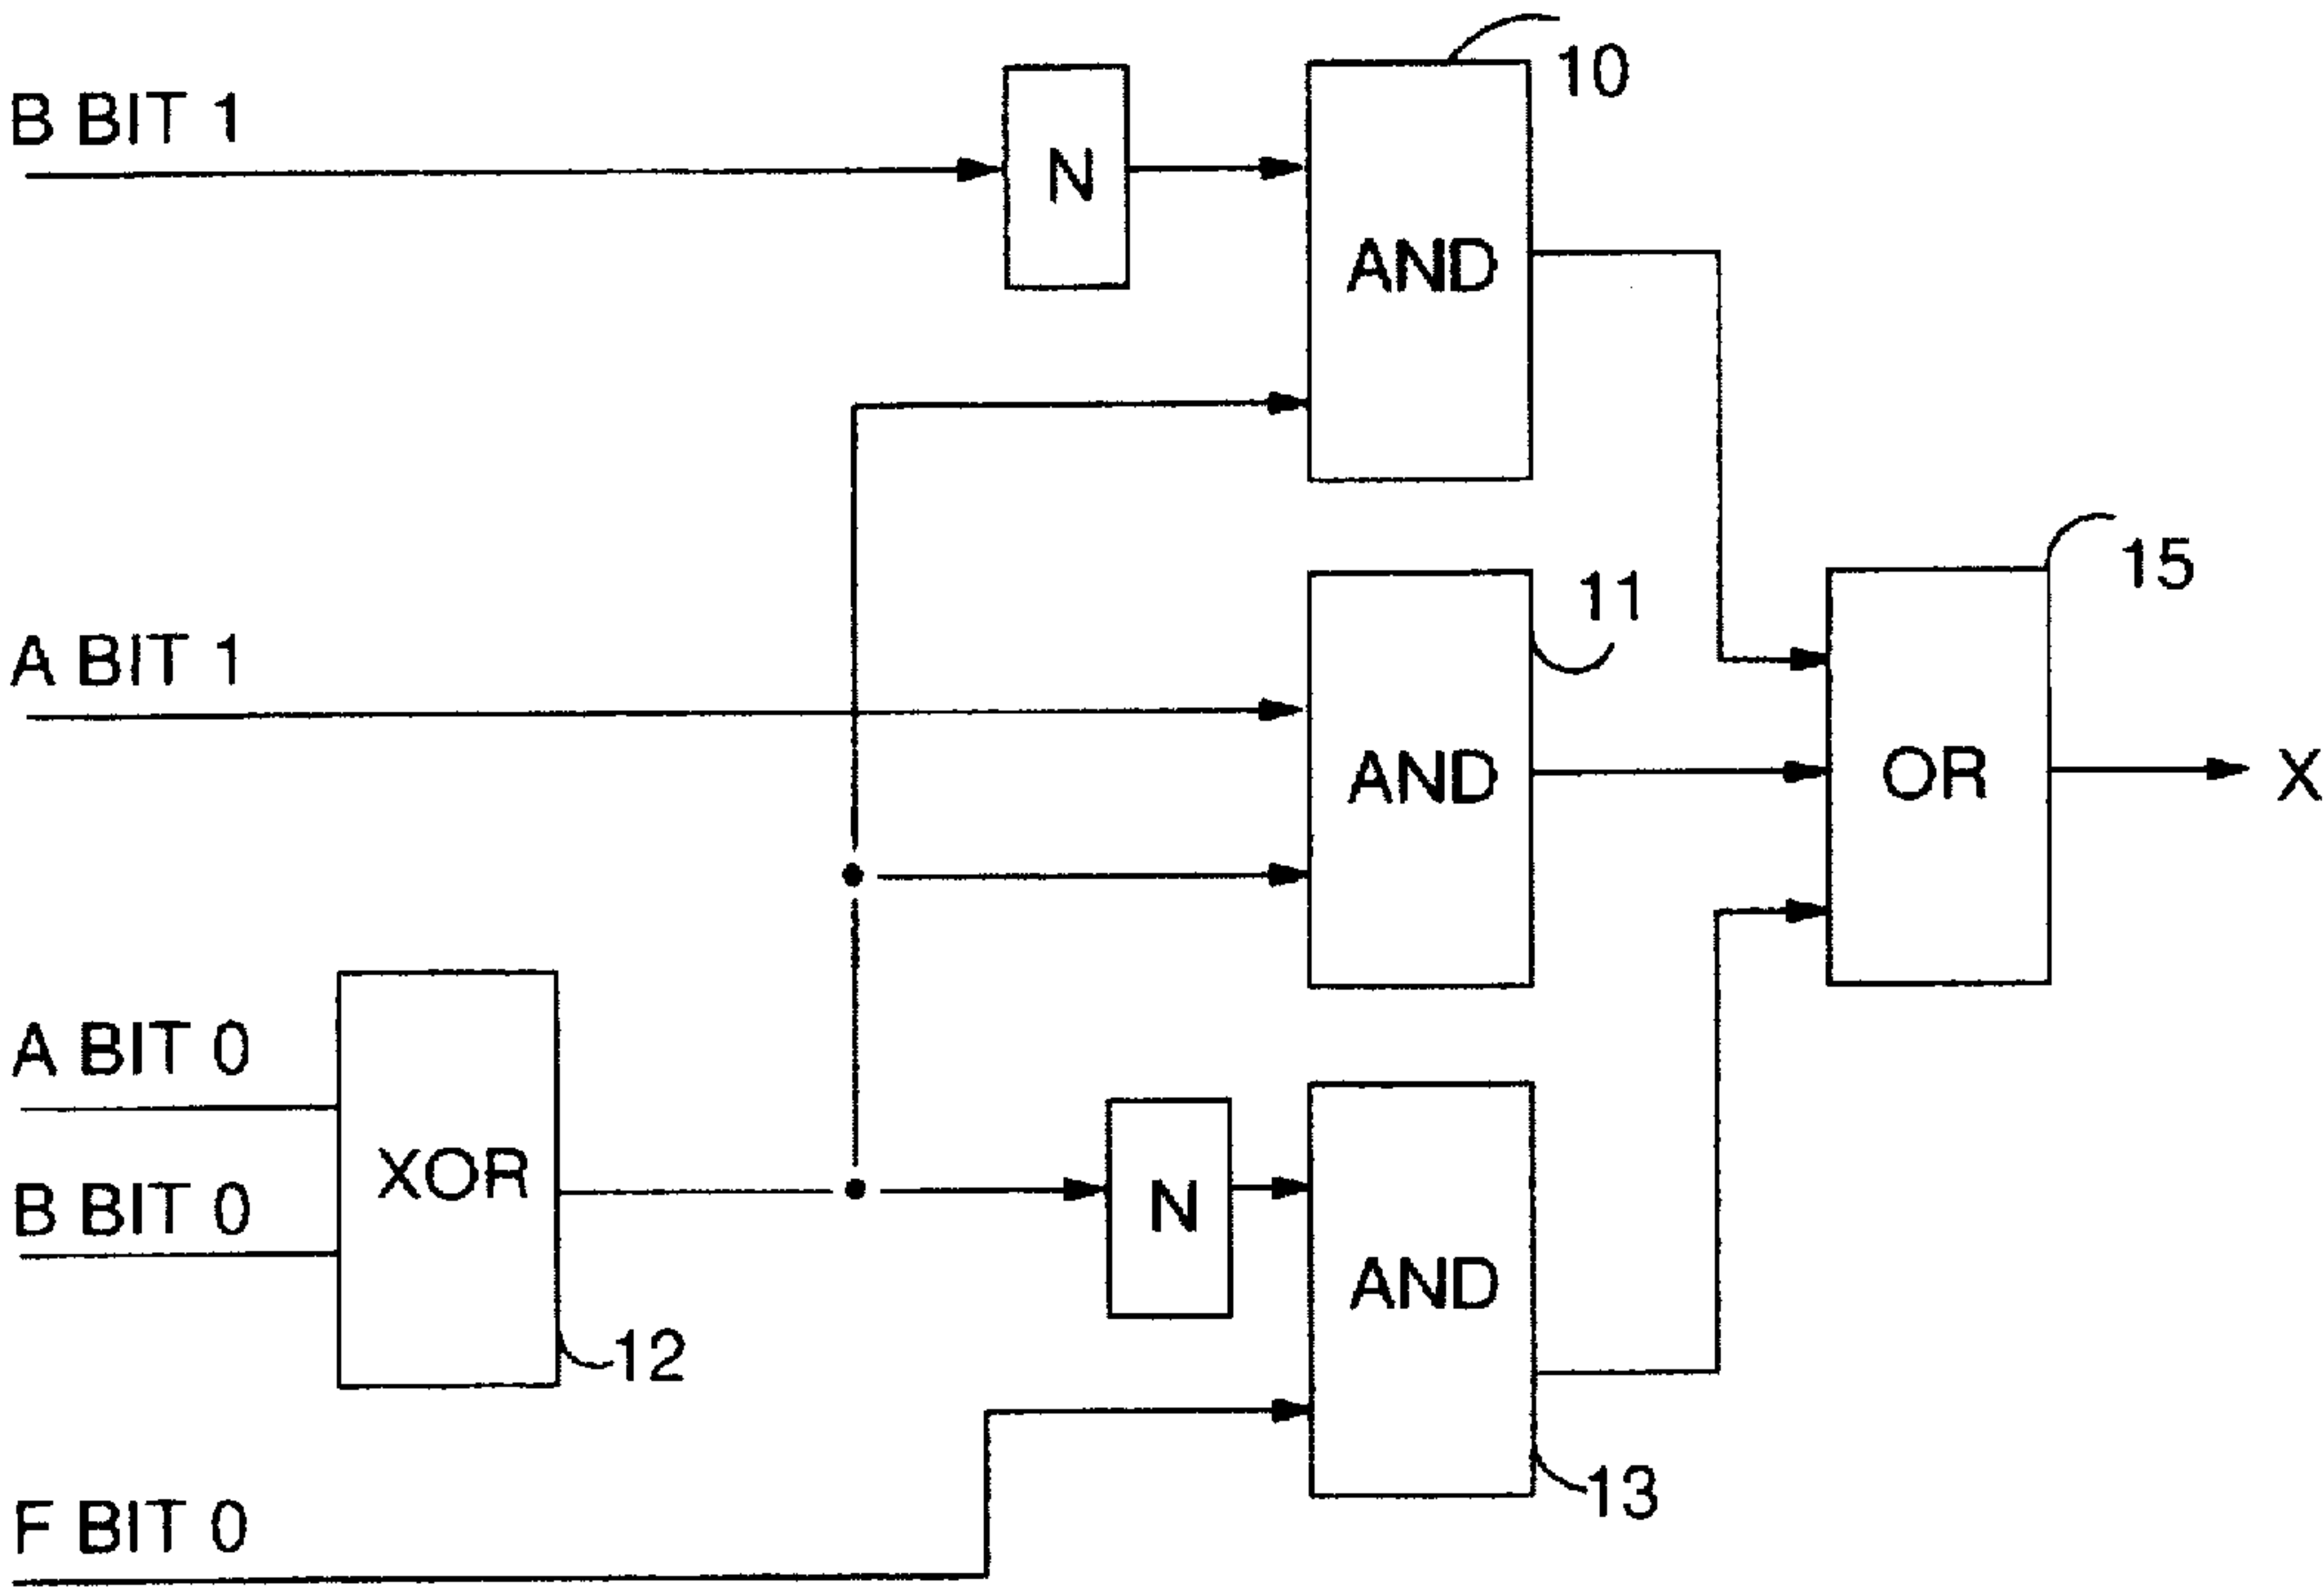 10
B BIT 1
N
AND
15
11
A BIT 1
AND
OR
X
A BIT 0
XOR
B BIT 0
N
AND
12
13
F BIT 0